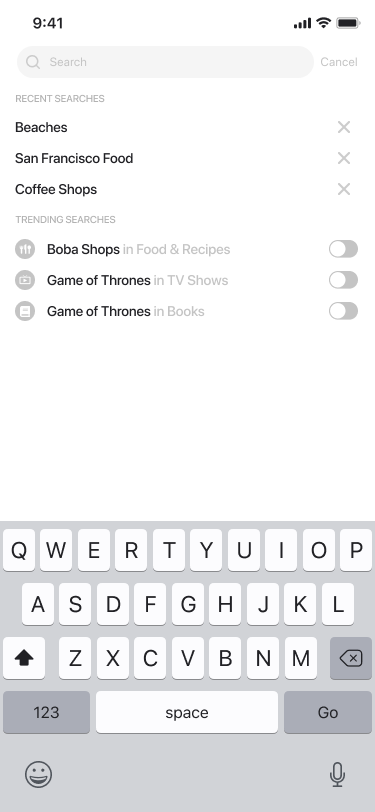 9:41
Search
Cancel
RECENT SEARCHES
Beaches
San Francisco Food
Coffee Shops
TRENDING SEARCHES
Boba Shops in Food & Recipes
Game of Thrones in TV Shows
Game of Thrones in Books
Q W E R T Y U I O P
A S D F G H J K L
Z X C V B N M
123 space Go